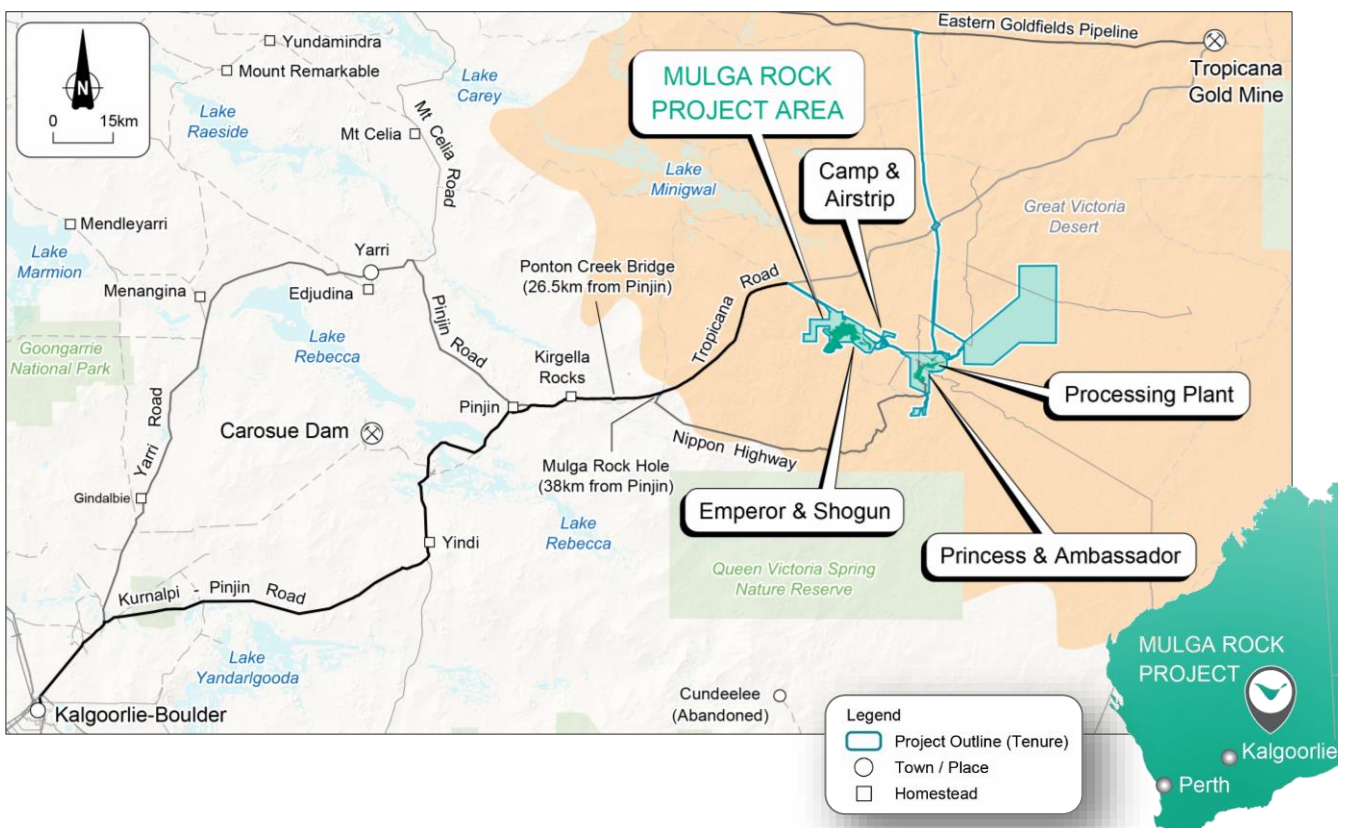 Eastern Goldfields Pipeline
Tropicana
Gold Mine
N
0 15km
Yundamindra
Mount Remarkable
Lake
Carey
Lake
Raeside
Mt Celia
Mt Celia Road
MULGA ROCK
PROJECT AREA
Camp &
Airstrip
Lake
Minigwal
Great Victoria
Desert
Mendleyarri
Lake
Marmion
Menangina
Yarri
Edjudina
Ponton Creek Bridge
(26.5km from Pinjin)
Tropicana Road
Pinjin Road
Lake
Rebecca
Goongarrie
National Park
Kirgella
Rocks
Pinjin
Processing Plant
Carosue Dam
Yarri Road
Nippon Highway
Mulga Rock Hole
(38km from Pinjin)
Gindalbie
Emperor & Shogun
Lake
Rebecca
Yindi
Princess & Ambassador
Queen Victoria Spring
Nature Reserve
Kurnalpi - Pinjin Road
Lake
Yandarlgooda
Kalgoorlie-Boulder
Cundeelee
(Abandoned)
Legend
Project Outline (Tenure)
Town / Place
Homestead
MULGA ROCK
PROJECT
Kalgoorlie
Perth